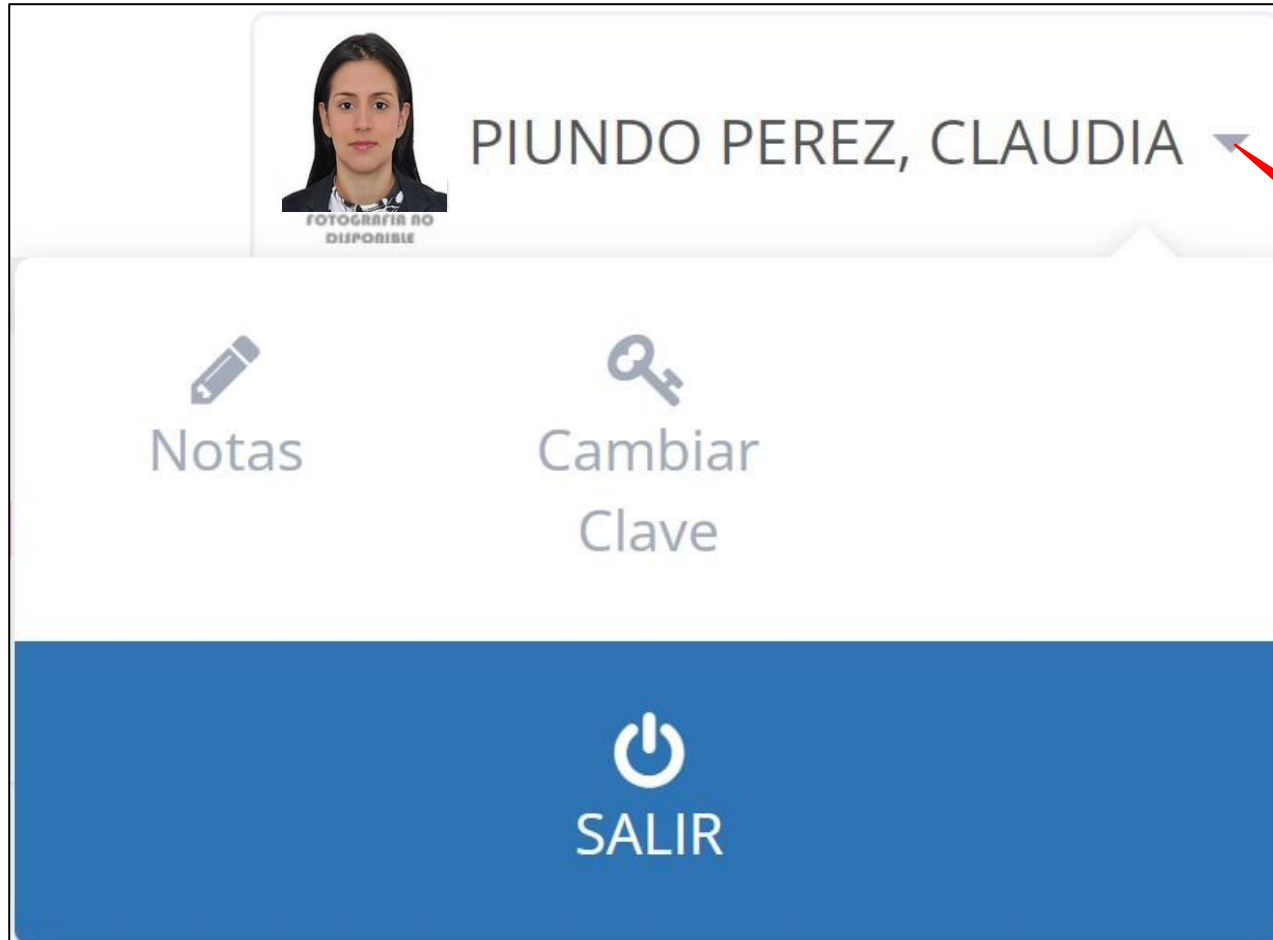 PIUNDO PEREZ, CLAUDIA
FOTOGRAFIA NO
DISPONIBLE
Notas
Cambiar
Clave
SALIR